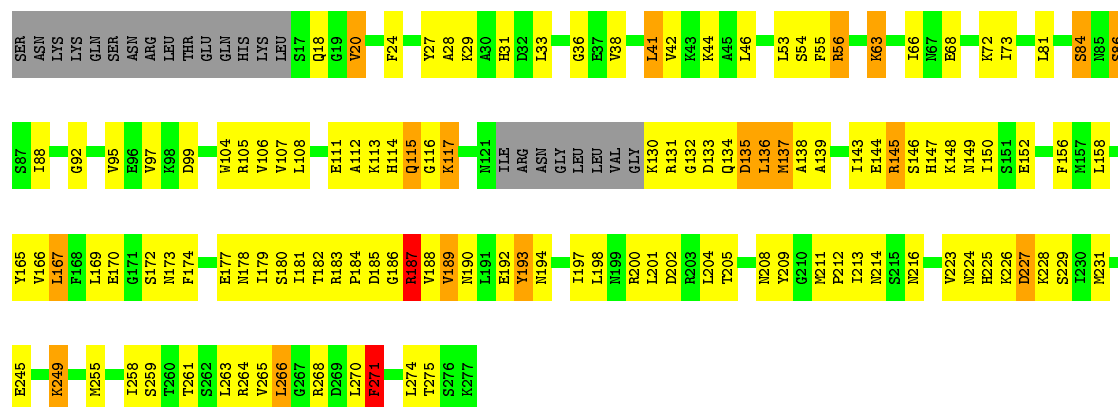 SER ASN LYS LYS GLN SER ASN ARG LEU THR GLU GLN HIS LYS LEU S17 Q18 G19 V20 F24 Y27 A28 K29 A30 H31 D32 L33 G36 E37 V38 L41 V42 K43 K44 A45 L46 L53 S54 F55 R56 K63 I66 N67 E68 K72 I73 L81 S84 N85 S86
S87 I88 G92 V95 E96 V97 K98 D99 W104 R105 V106 V107 L108 E111 A112 K113 H114 Q115 G116 K117 N121 ILE ARG ASN GLY LEU LEU VAL GLY K130 R131 G132 D133 Q134 D135 L136 M137 A138 A139 I143 E144 R145 S146 H147 K148 N149 I150 S151 E152 F156 M157 L158
Y165 V166 L167 F168 L169 E170 G171 S172 N173 F174 E177 N178 I179 S180 I181 T182 R183 P184 D185 G186 R187 V188 V189 N190 L191 E192 Y193 N194 I197 L198 N199 R200 L201 D202 R203 L204 T205 N208 Y209 G210 M211 P212 I213 N214 S215 N216 V223 N224 H225 K226 D227 K228 S229 I230 M231
E245 K249 M255 I258 S259 T260 T261 S262 L263 R264 V265 L266 G267 R268 D269 L270 F271 L274 T275 S276 K277